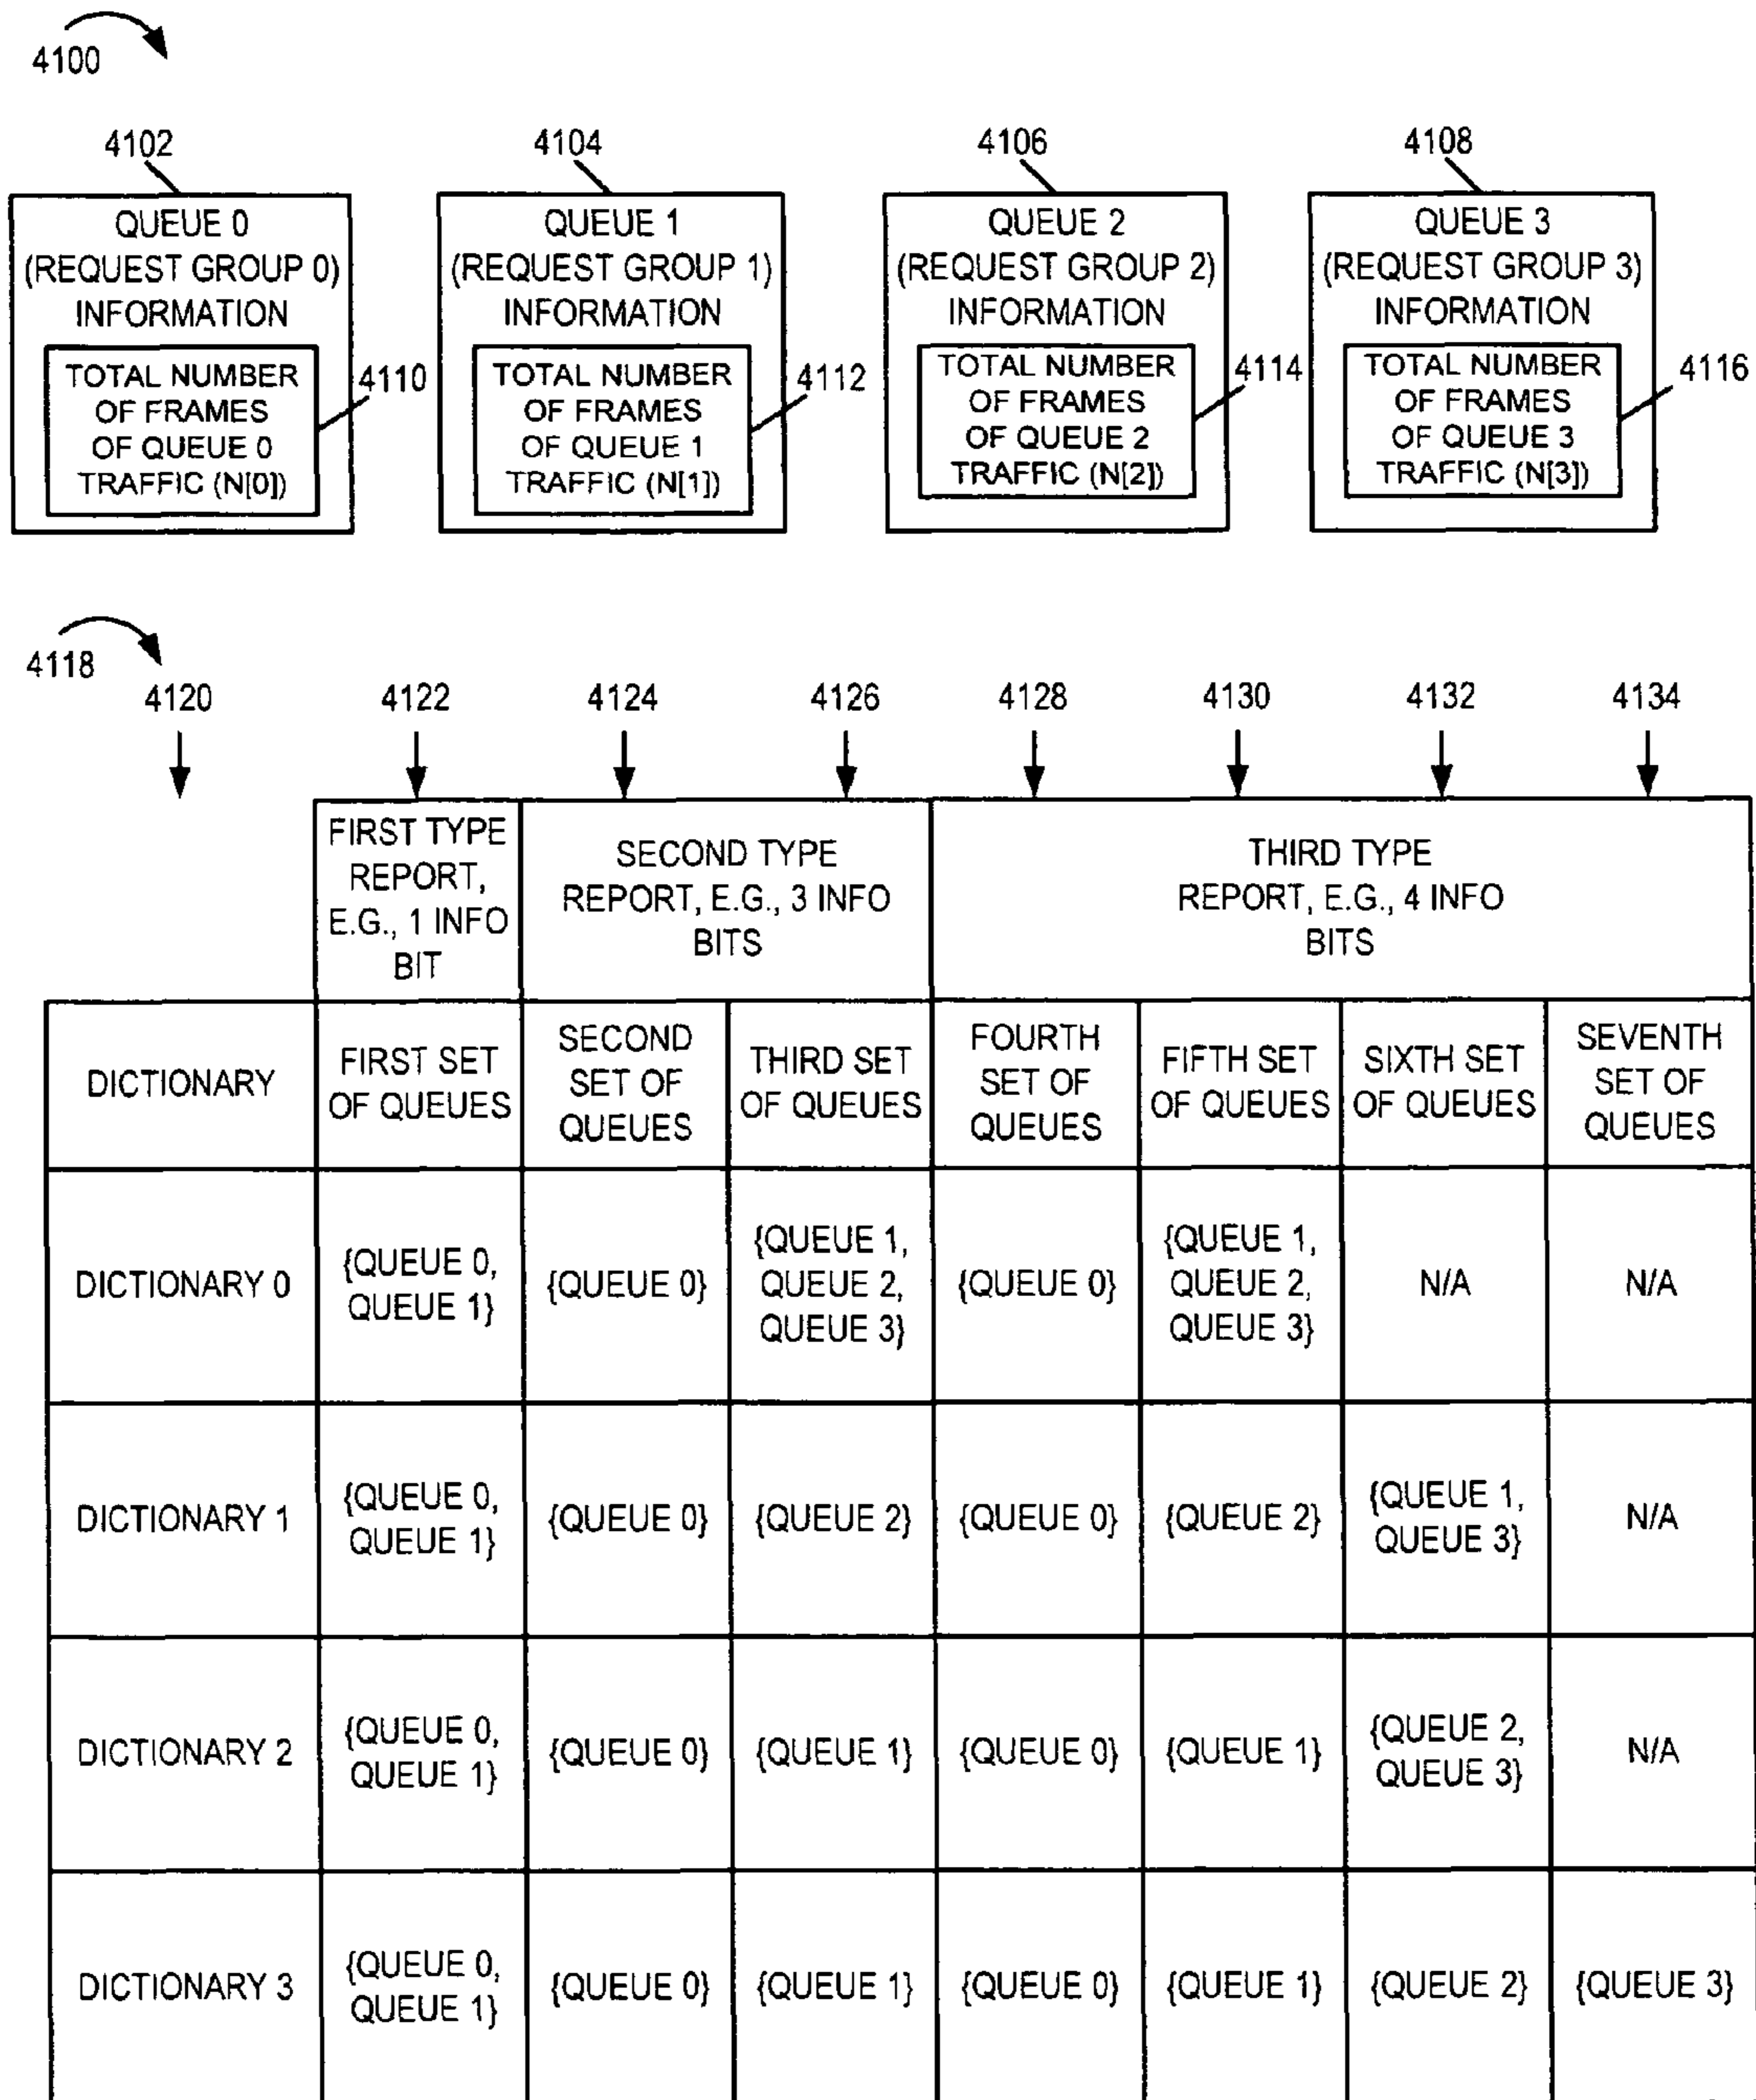 4100
4102
4104
4106
4108
QUEUE 0
(REQUEST GROUP 0)
INFORMATION
TOTAL NUMBER
OF FRAMES
OF QUEUE 0
TRAFFIC (N[0])
4110
QUEUE 1
(REQUEST GROUP 1)
INFORMATION
TOTAL NUMBER
OF FRAMES
OF QUEUE 1
TRAFFIC (N[1])
4112
QUEUE 2
(REQUEST GROUP 2)
INFORMATION
TOTAL NUMBER
OF FRAMES
OF QUEUE 2
TRAFFIC (N[2])
4114
QUEUE 3
(REQUEST GROUP 3)
INFORMATION
TOTAL NUMBER
OF FRAMES
OF QUEUE 3
TRAFFIC (N[3])
4116
4118
4120
4122
4124
4126
4128
4130
4132
4134
FIRST TYPE
REPORT,
E.G., 1 INFO
BIT
SECOND TYPE
REPORT, E.G., 3 INFO
BITS
THIRD TYPE
REPORT, E.G., 4 INFO
BITS
DICTIONARY
FIRST SET
OF QUEUES
SECOND
SET OF
QUEUES
THIRD SET
OF QUEUES
FOURTH
SET OF
QUEUES
FIFTH SET
OF QUEUES
SIXTH SET
OF QUEUES
SEVENTH
SET OF
QUEUES
DICTIONARY 0
{QUEUE 0,
QUEUE 1}
{QUEUE 0}
{QUEUE 1,
QUEUE 2,
QUEUE 3}
{QUEUE 0}
{QUEUE 1,
QUEUE 2,
QUEUE 3}
N/A
N/A
DICTIONARY 1
{QUEUE 0,
QUEUE 1}
{QUEUE 0}
{QUEUE 2}
{QUEUE 0}
{QUEUE 2}
{QUEUE 1,
QUEUE 3}
N/A
DICTIONARY 2
{QUEUE 0,
QUEUE 1}
{QUEUE 0}
{QUEUE 1}
{QUEUE 0}
{QUEUE 1}
{QUEUE 2,
QUEUE 3}
N/A
DICTIONARY 3
{QUEUE 0,
QUEUE 1}
{QUEUE 0}
{QUEUE 1}
{QUEUE 0}
{QUEUE 1}
{QUEUE 2}
{QUEUE 3}